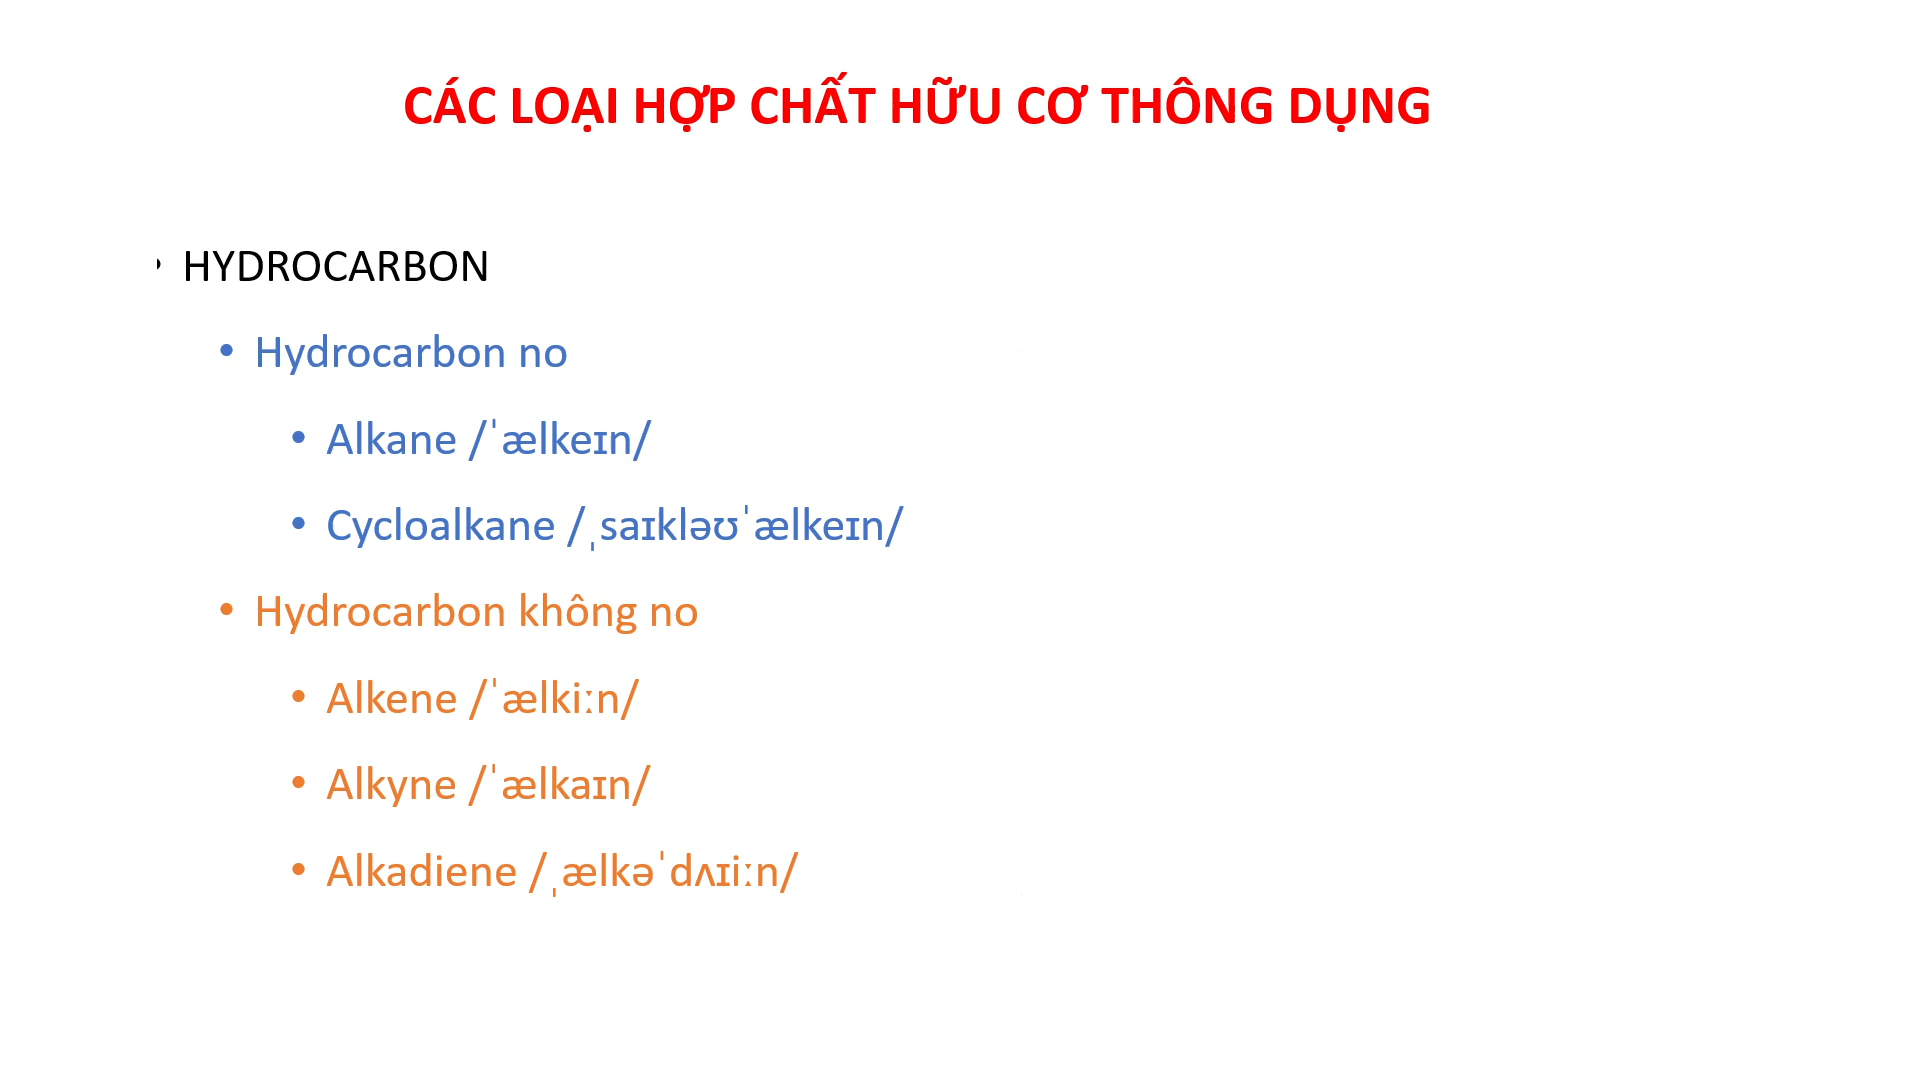 CÁC LOẠI HỢP CHẤT HỮU CƠ THÔNG DỤNG
• HYDROCARBON
• Hydrocarbon no
• Alkane /ˈælkeɪn/
• Cycloalkane /ˌsaɪkləʊˈælkeɪn/
• Hydrocarbon không no
• Alkene /ˈælkiːn/
• Alkyne /ˈælkaɪn/
• Alkadiene /ˌælkəˈdʌɪiːn/